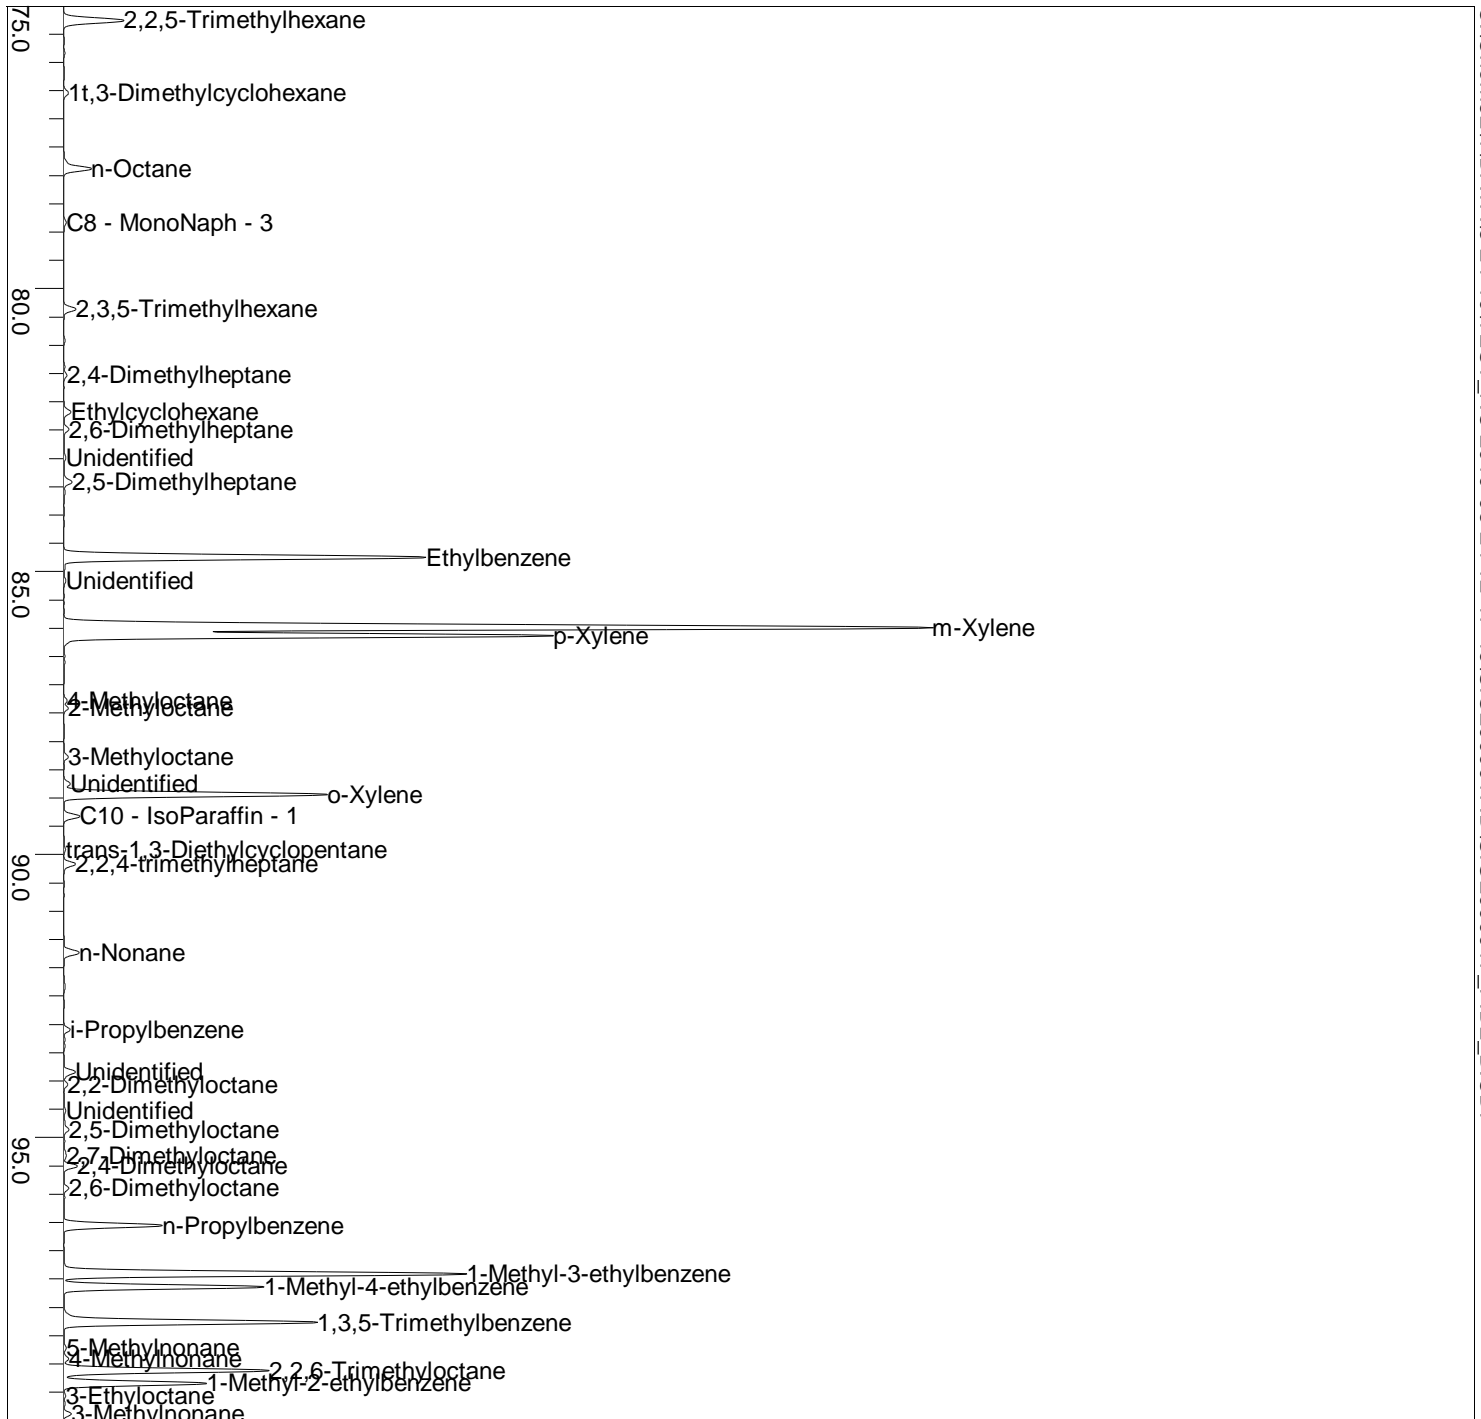 75.0
2,2,5-Trimethylhexane
1t,3-Dimethylcyclohexane
n-Octane
C8 - MonoNaph - 3
80.0
2,3,5-Trimethylhexane
2,4-Dimethylheptane
Ethylcyclohexane
2,6-Dimethylheptane
Unidentified
2,5-Dimethylheptane
Ethylbenzene
85.0
Unidentified
m-Xylene
p-Xylene
4-Methyloctane
2-Methyloctane
3-Methyloctane
Unidentified
o-Xylene
C10 - IsoParaffin - 1
trans-1,3-Diethylcyclopentane
90.0
2,2,4-trimethylheptane
n-Nonane
i-Propylbenzene
Unidentified
2,2-Dimethyloctane
Unidentified
2,5-Dimethyloctane
95.0
2,7-Dimethyloctane
2,4-Dimethyloctane
2,6-Dimethyloctane
n-Propylbenzene
1-Methyl-3-ethylbenzene
1-Methyl-4-ethylbenzene
1,3,5-Trimethylbenzene
5-Methylnonane
4-Methylnonane
2,2,6-Trimethyloctane
1-Methyl-2-ethylbenzene
3-Ethyloctane
3-Methylnonane